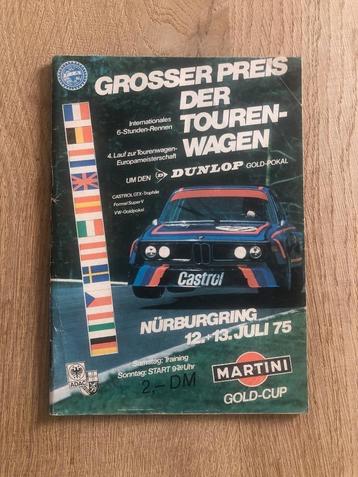 GROSSER PREIS
DER
TOUREN-
WAGEN
Internationales
6-Stunden-Rennen
4. Lauf zur Tourenwagen-
Europameisterschaft
UM DEN DUNLOP GOLD-POKAL
CASTROL GTX-Trophäe
Formel Super V
VW-Goldpokal
Castrol
NÜRBURGRING
12.+13. JULI 75
Samstag: Training
Sonntag: START 9 Uhr
2,- DM
ADAC
MARTINI
GOLD-CUP